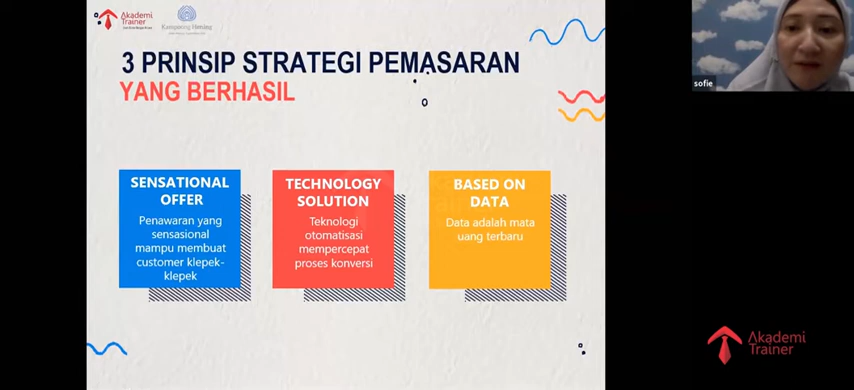 Akademi
Trainer
Kampoeng Hening
3 PRINSIP STRATEGI PEMASARAN
YANG BERHASIL
SENSATIONAL
OFFER
Penawaran yang
sensasional
mampu membuat
customer klepek-
klepek
TECHNOLOGY
SOLUTION
Teknologi
otomatisasi
mempercepat
proses konversi
BASED ON
DATA
Data adalah mata
uang terbaru
sofie
Akademi
Trainer